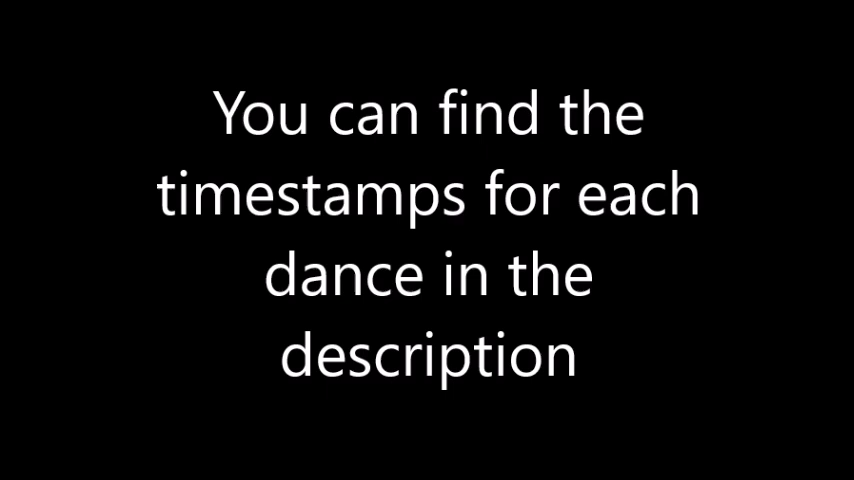 You can find the
timestamps for each
dance in the
description